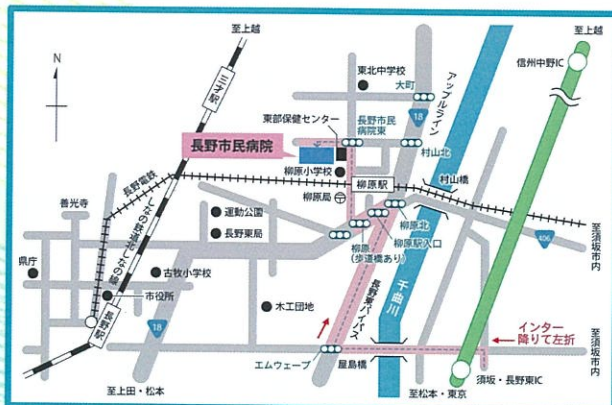 至上越
至上越
信州中野IC
N
三才駅
東北中学校
大町
アップルライン
18
東部保健センター
長野市民
病院東
長野市民病院
村山北
柳原小学校
柳原駅
村山橋
長野電鉄
しなの鉄道北しなの線
善光寺
柳原局
運動公園
柳原北
柳原駅入口
柳原
(歩道橋あり)
至須坂市内
406
県庁
長野東局
古牧小学校
市役所
長野駅
18
木工団地
長野東バイパス
千曲川
インター
降りて左折
エムウェーブ
屋島橋
至須坂市内
須坂・長野東IC
至上田・松本
至松本・東京